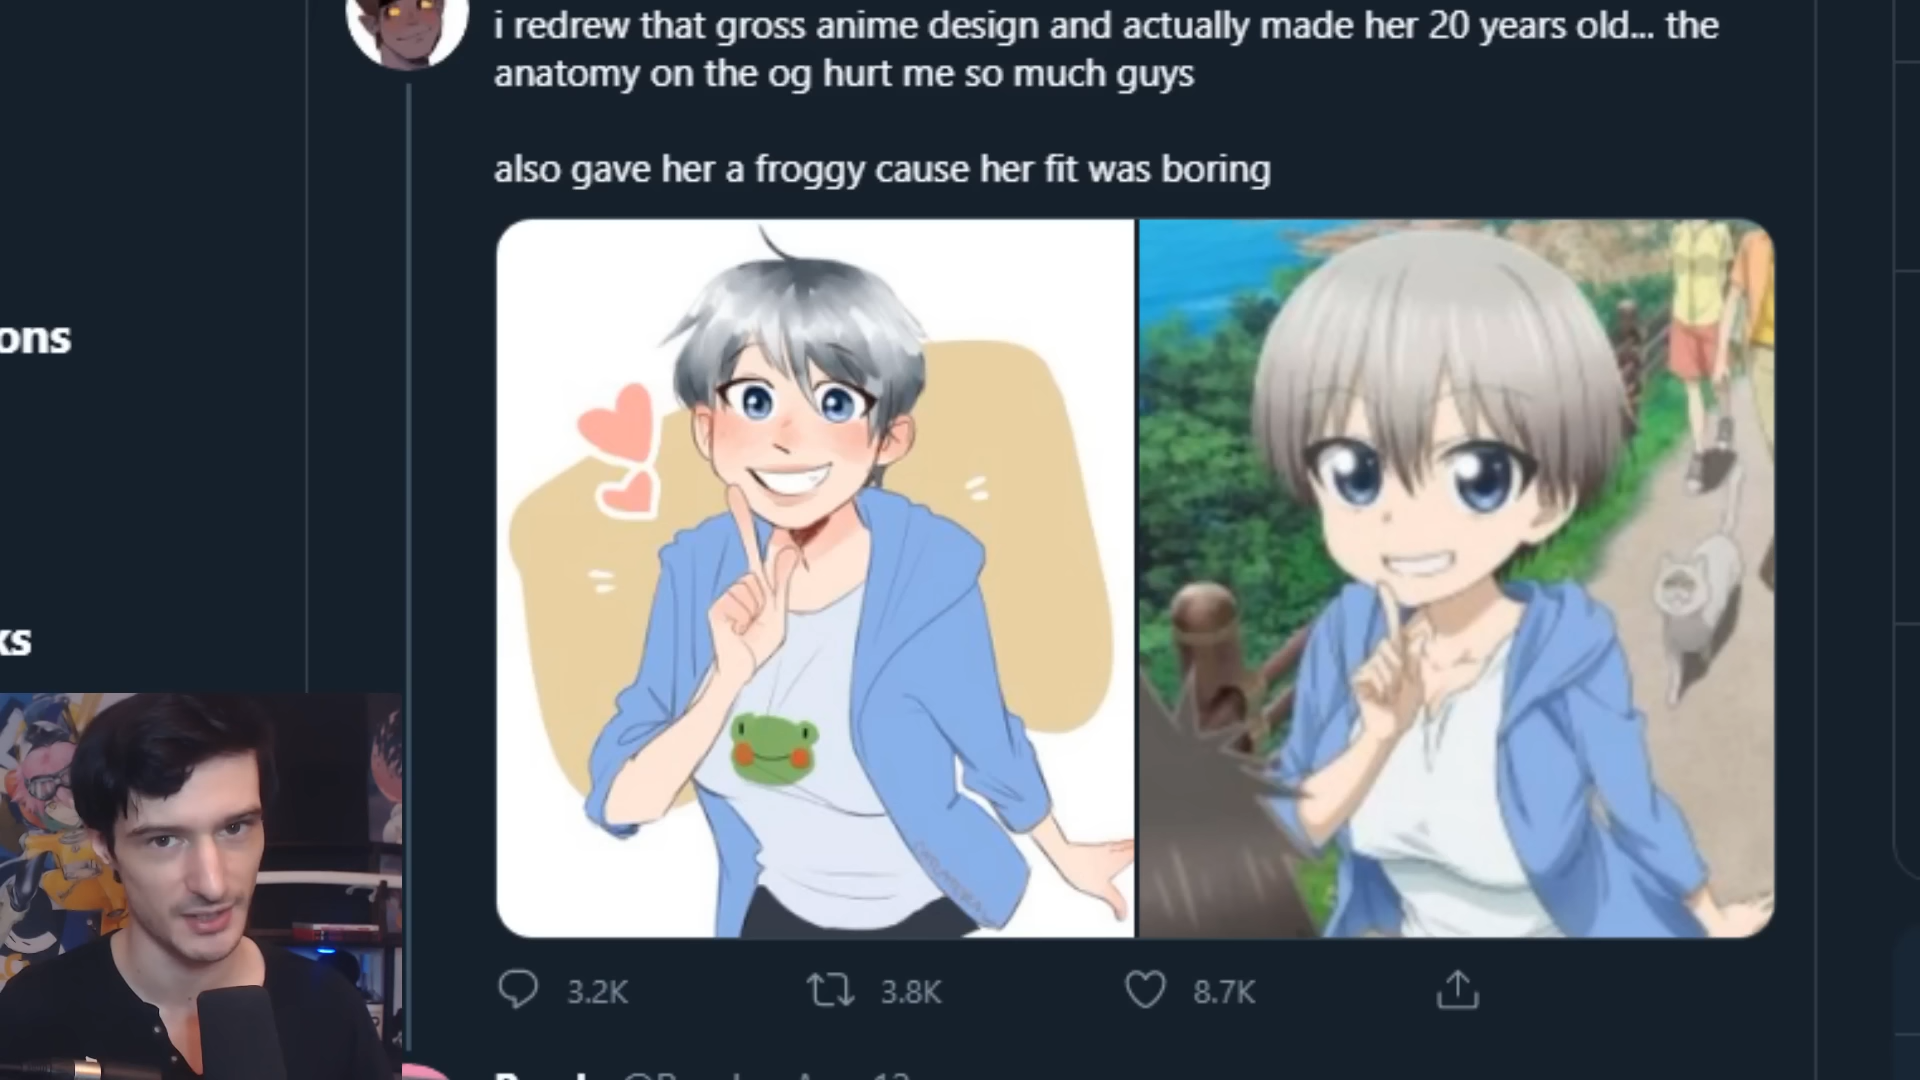 i redrew that gross anime design and actually made her 20 years old... the
anatomy on the og hurt me so much guys
also gave her a froggy cause her fit was boring
ons
ks
3.2K
3.8K
8.7K